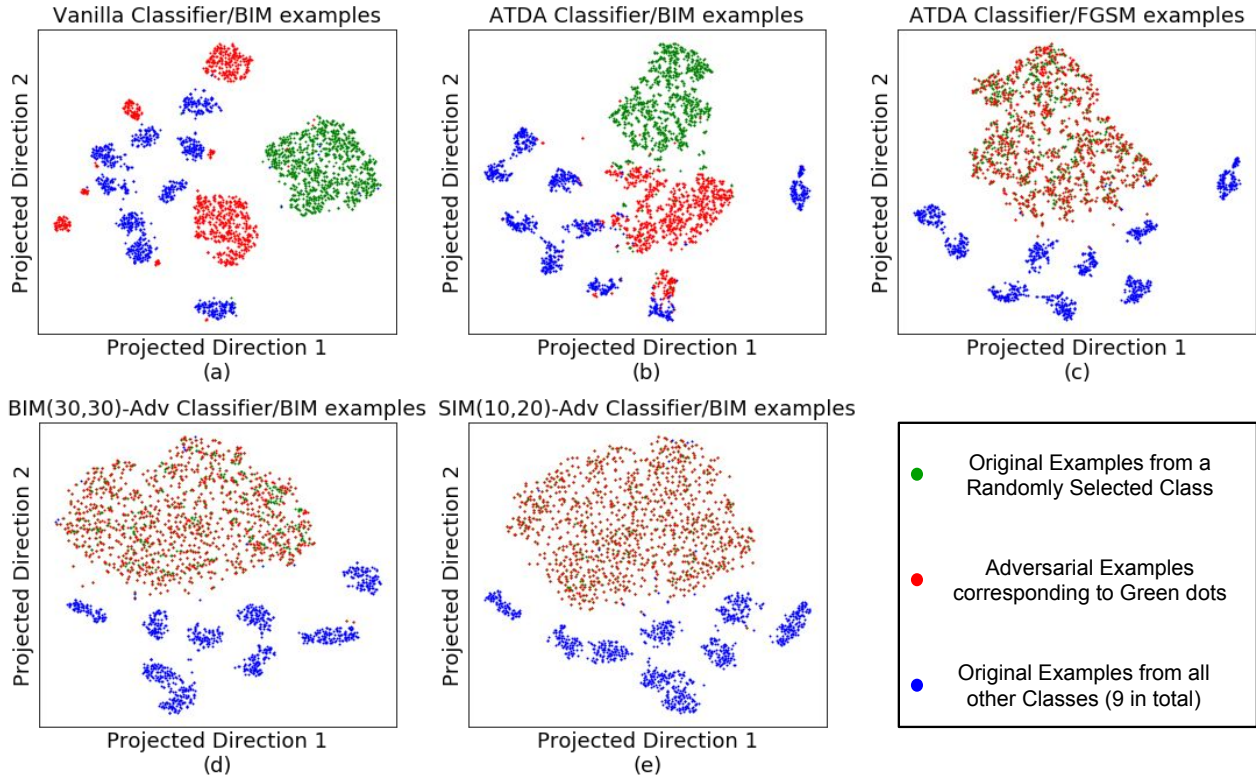 Vanilla Classifier/BIM examples
Projected Direction 2
Projected Direction 1
(a)
ATDA Classifier/BIM examples
Projected Direction 2
Projected Direction 1
(b)
ATDA Classifier/FGSM examples
Projected Direction 2
Projected Direction 1
(c)
BIM(30,30)-Adv Classifier/BIM examples
Projected Direction 2
Projected Direction 1
(d)
SIM(10,20)-Adv Classifier/BIM examples
Projected Direction 2
Projected Direction 1
(e)
Original Examples from a
Randomly Selected Class
Adversarial Examples
corresponding to Green dots
Original Examples from all
other Classes (9 in total)